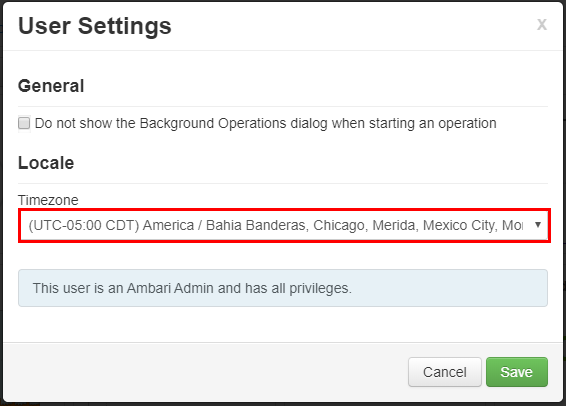 User Settings
x
General
Do not show the Background Operations dialog when starting an operation
Locale
Timezone
(UTC-05:00 CDT) America / Bahia Banderas, Chicago, Merida, Mexico City,
This user is an Ambari Admin and has all privileges.
Cancel
Save